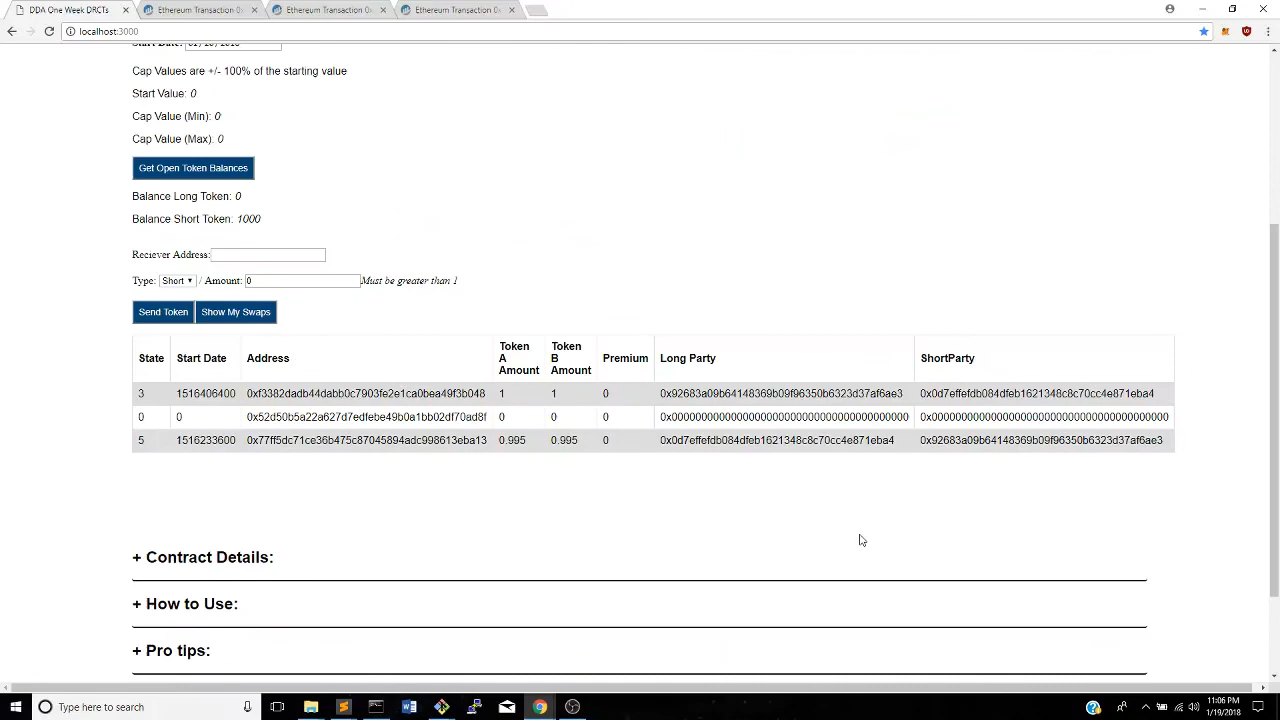 DDA One Week DRCTs
Ethereum Transaction 0x
Ethereum Transaction 0x
Ethereum Transaction 0x
localhost:3000
Cap Values are +/- 100% of the starting value
Start Value: 0
Cap Value (Min): 0
Cap Value (Max): 0
Get Open Token Balances
Balance Long Token: 0
Balance Short Token: 1000
Reciever Address:
Type: Short / Amount: 0 Must be greater than 1
Send Token Show My Swaps
State Start Date Address Token A Amount Token B Amount Premium Long Party ShortParty
3 1516406400 0xf3382dadb44dabb0c7903fe2e1ca0bea49f3b048 1 1 0 0x92683a09b64148369b09f96350b6323d37af6ae3 0x0d7effefdb084dfeb1621348c8c70cc4e871eba4
0 0 0x52d50b5a22a627d7edfebe49b0a1bb02df70ad8f 0 0 0 0x0000000000000000000000000000000000000000 0x0000000000000000000000000000000000000000
5 1516233600 0x77ff5dc71ce36b475c87045894adc998613eba13 0.995 0.995 0 0x0d7effefdb084dfeb1621348c8c70cc4e871eba4 0x92683a09b64148369b09f96350b6323d37af6ae3
+ Contract Details:
+ How to Use:
+ Pro tips:
Type here to search
11:06 PM
1/19/2018